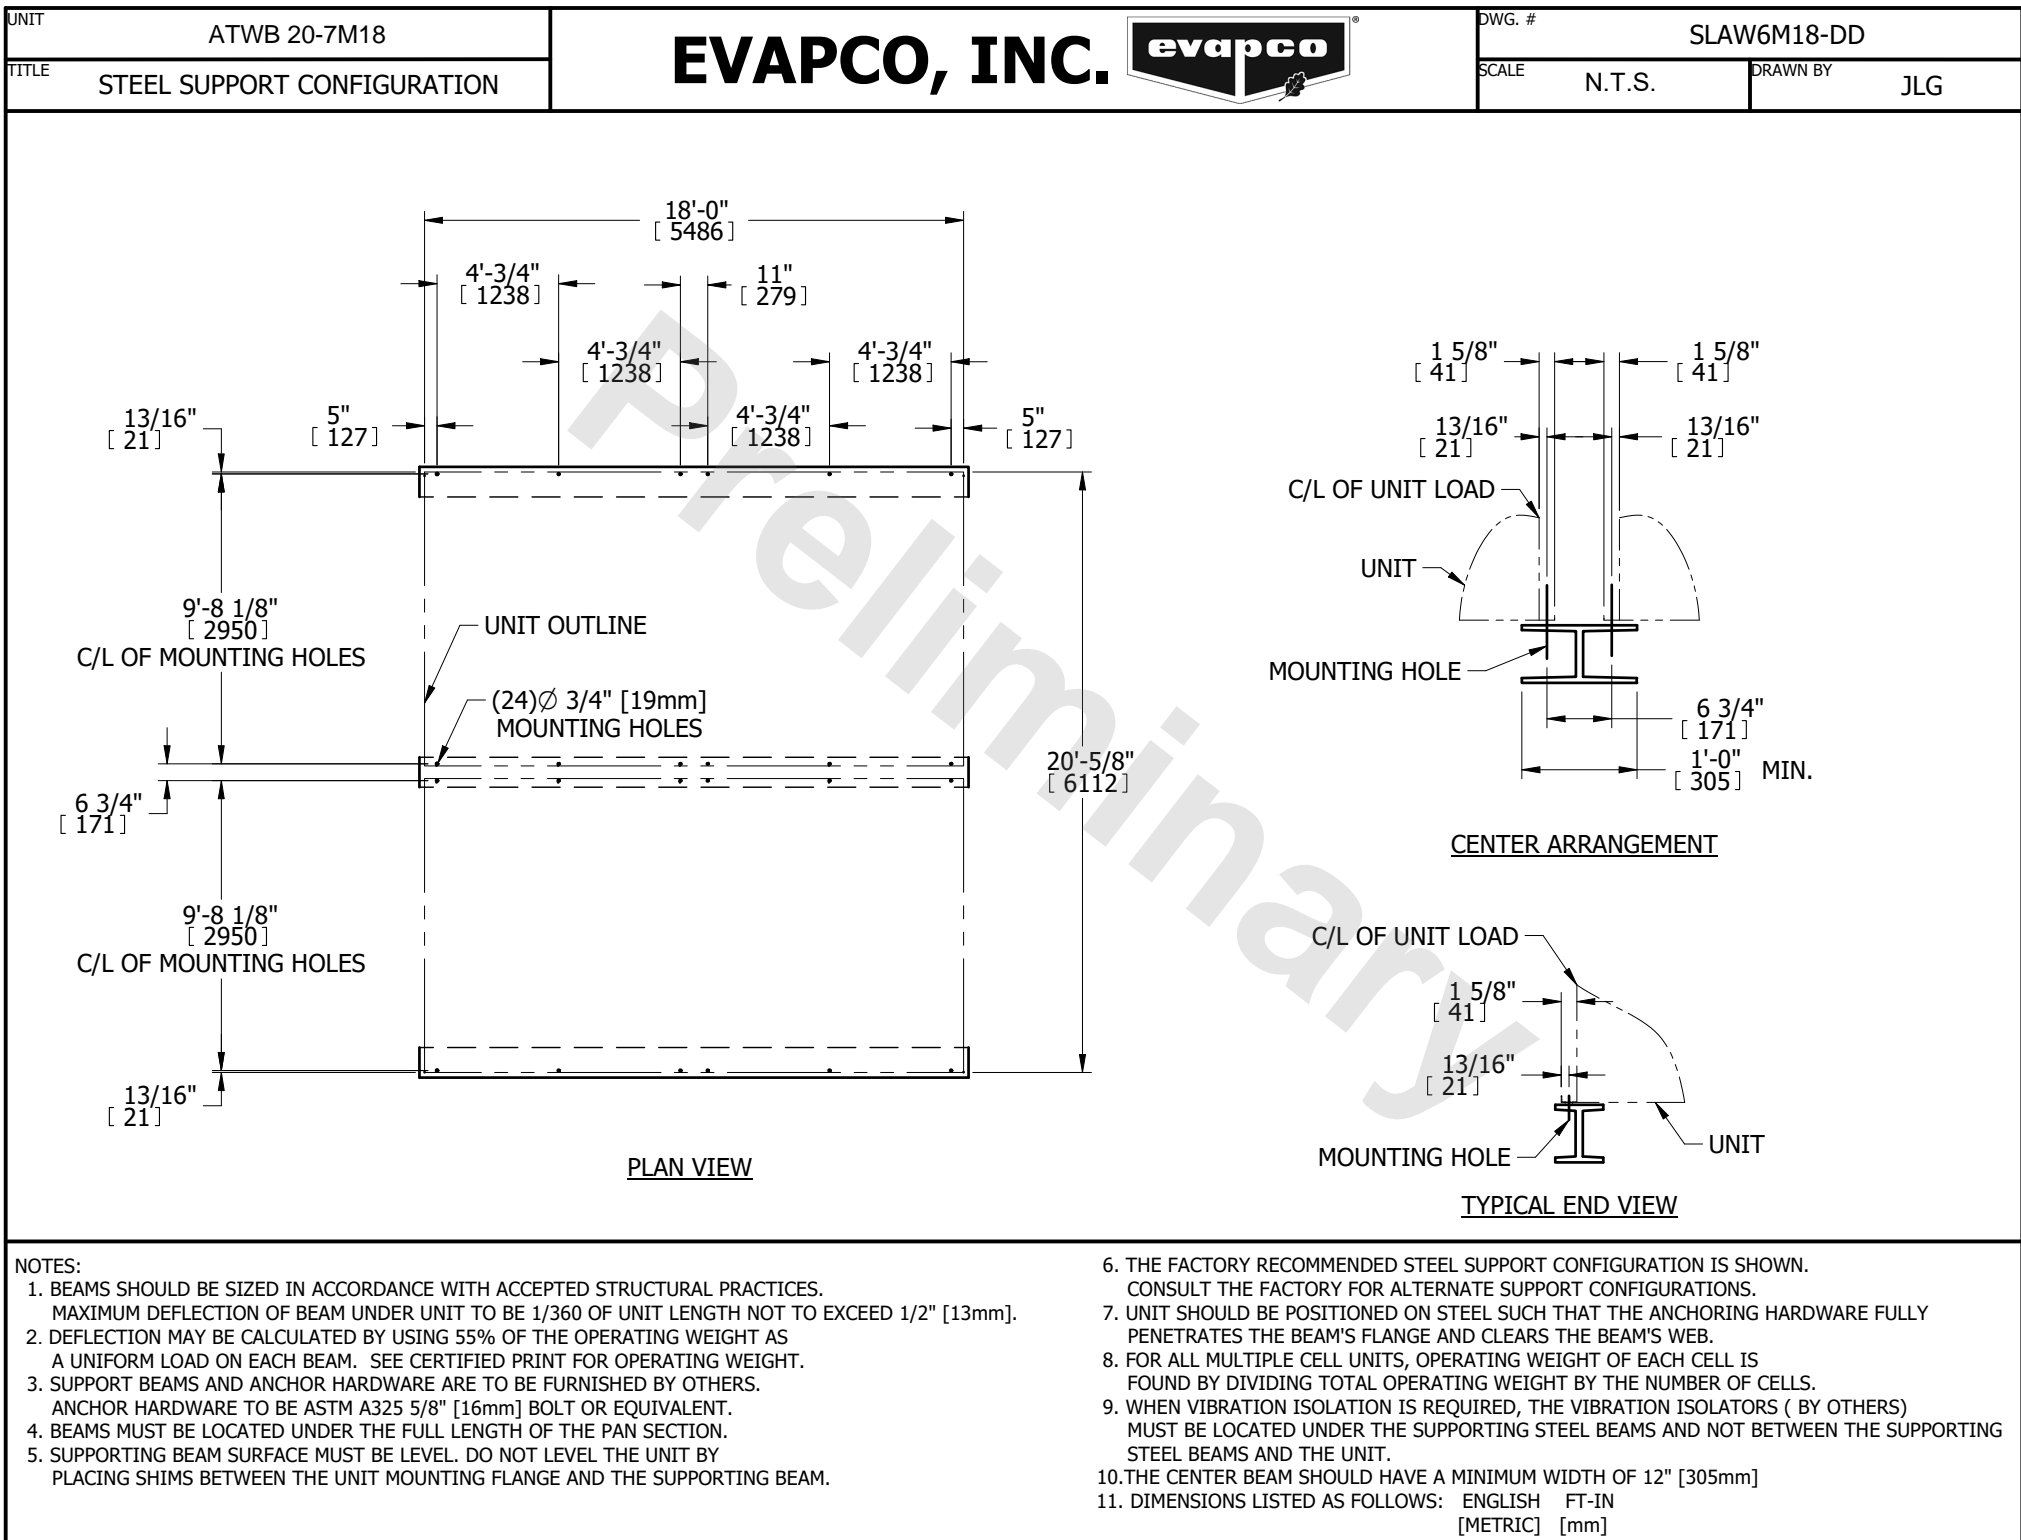 UNIT
ATWB 20-7M18
TITLE
STEEL SUPPORT CONFIGURATION
EVAPCO, INC.
evapco®
DWG. #
SLAW6M18-DD
SCALE
N.T.S.
DRAWN BY
JLG
18'-0"
[ 5486 ]
4'-3/4"
[ 1238 ]
11"
[ 279 ]
4'-3/4"
[ 1238 ]
4'-3/4"
[ 1238 ]
13/16"
[ 21 ]
5"
[ 127 ]
4'-3/4"
[ 1238 ]
5"
[ 127 ]
9'-8 1/8"
[ 2950 ]
C/L OF MOUNTING HOLES
UNIT OUTLINE
(24)∅ 3/4" [19mm]
MOUNTING HOLES
6 3/4"
[ 171 ]
20'-5/8"
[ 6112 ]
9'-8 1/8"
[ 2950 ]
C/L OF MOUNTING HOLES
13/16"
[ 21 ]
PLAN VIEW
Preliminary
1 5/8"
[ 41 ]
1 5/8"
[ 41 ]
13/16"
[ 21 ]
13/16"
[ 21 ]
C/L OF UNIT LOAD
UNIT
MOUNTING HOLE
6 3/4"
[ 171 ]
1'-0"
[ 305 ]
MIN.
CENTER ARRANGEMENT
C/L OF UNIT LOAD
1 5/8"
[ 41 ]
13/16"
[ 21 ]
MOUNTING HOLE
UNIT
TYPICAL END VIEW
NOTES:
1. BEAMS SHOULD BE SIZED IN ACCORDANCE WITH ACCEPTED STRUCTURAL PRACTICES.
MAXIMUM DEFLECTION OF BEAM UNDER UNIT TO BE 1/360 OF UNIT LENGTH NOT TO EXCEED 1/2" [13mm].
2. DEFLECTION MAY BE CALCULATED BY USING 55% OF THE OPERATING WEIGHT AS
A UNIFORM LOAD ON EACH BEAM. SEE CERTIFIED PRINT FOR OPERATING WEIGHT.
3. SUPPORT BEAMS AND ANCHOR HARDWARE ARE TO BE FURNISHED BY OTHERS.
ANCHOR HARDWARE TO BE ASTM A325 5/8" [16mm] BOLT OR EQUIVALENT.
4. BEAMS MUST BE LOCATED UNDER THE FULL LENGTH OF THE PAN SECTION.
5. SUPPORTING BEAM SURFACE MUST BE LEVEL. DO NOT LEVEL THE UNIT BY
PLACING SHIMS BETWEEN THE UNIT MOUNTING FLANGE AND THE SUPPORTING BEAM.
6. THE FACTORY RECOMMENDED STEEL SUPPORT CONFIGURATION IS SHOWN.
CONSULT THE FACTORY FOR ALTERNATE SUPPORT CONFIGURATIONS.
7. UNIT SHOULD BE POSITIONED ON STEEL SUCH THAT THE ANCHORING HARDWARE FULLY
PENETRATES THE BEAM'S FLANGE AND CLEARS THE BEAM'S WEB.
8. FOR ALL MULTIPLE CELL UNITS, OPERATING WEIGHT OF EACH CELL IS
FOUND BY DIVIDING TOTAL OPERATING WEIGHT BY THE NUMBER OF CELLS.
9. WHEN VIBRATION ISOLATION IS REQUIRED, THE VIBRATION ISOLATORS ( BY OTHERS)
MUST BE LOCATED UNDER THE SUPPORTING STEEL BEAMS AND NOT BETWEEN THE SUPPORTING
STEEL BEAMS AND THE UNIT.
10.THE CENTER BEAM SHOULD HAVE A MINIMUM WIDTH OF 12" [305mm]
11. DIMENSIONS LISTED AS FOLLOWS: ENGLISH FT-IN
[METRIC] [mm]